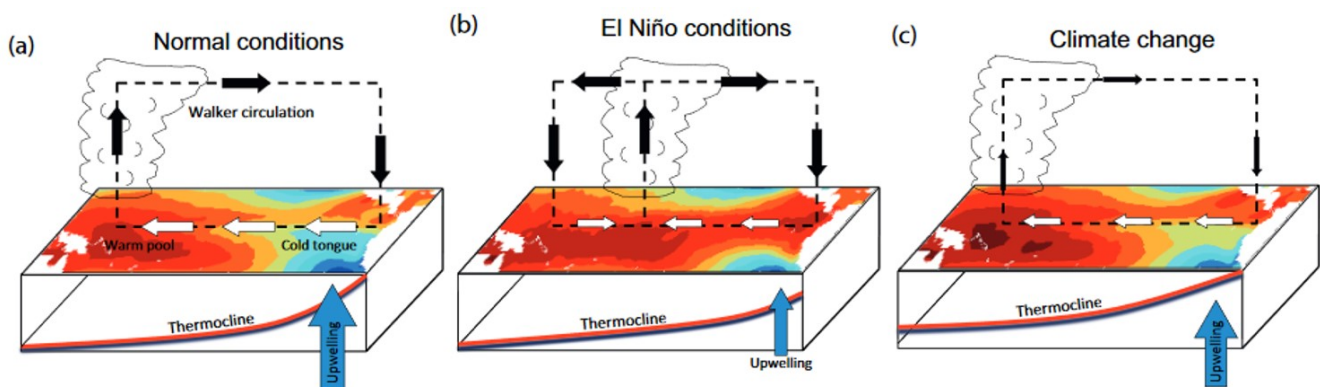 (a)
Normal conditions
Walker circulation
Warm pool
Cold tongue
Thermocline
Upwelling
(b)
El Niño conditions
Thermocline
Upwelling
(c)
Climate change
Thermocline
Upwelling